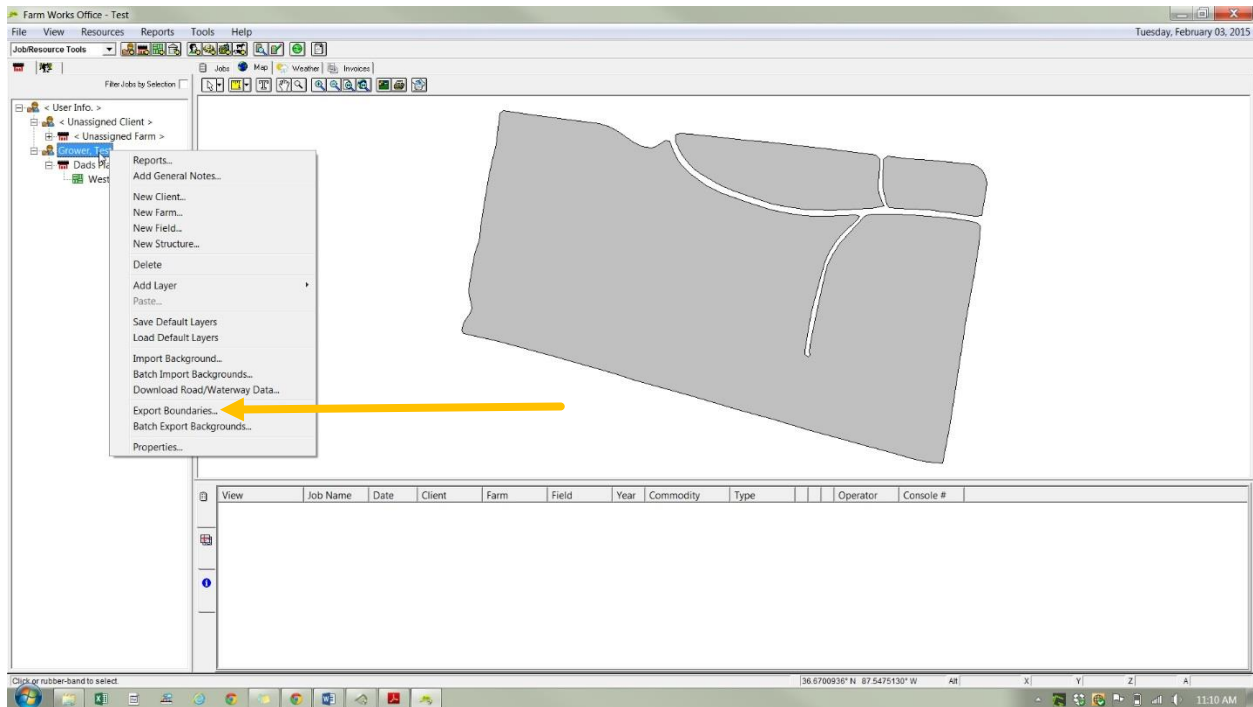 Farm Works Office - Test
File View Resources Reports Tools Help
Tuesday, February 03, 2015
Job/Resource Tools
Jobs Map Weather Invoices
Filter Jobs by Selection
< User Info. >
< Unassigned Client >
< Unassigned Farm >
Grower, Test
Dads Pla
West
Reports...
Add General Notes...
New Client...
New Farm...
New Field...
New Structure...
Delete
Add Layer
Paste...
Save Default Layers
Load Default Layers
Import Background...
Batch Import Backgrounds...
Download Road/Waterway Data...
Export Boundaries...
Batch Export Backgrounds...
Properties...
View Job Name Date Client Farm Field Year Commodity Type Operator Console #
Click or rubber-band to select.
36.6700936° N 87.5475130° W Alt X Y Z A
11:10 AM